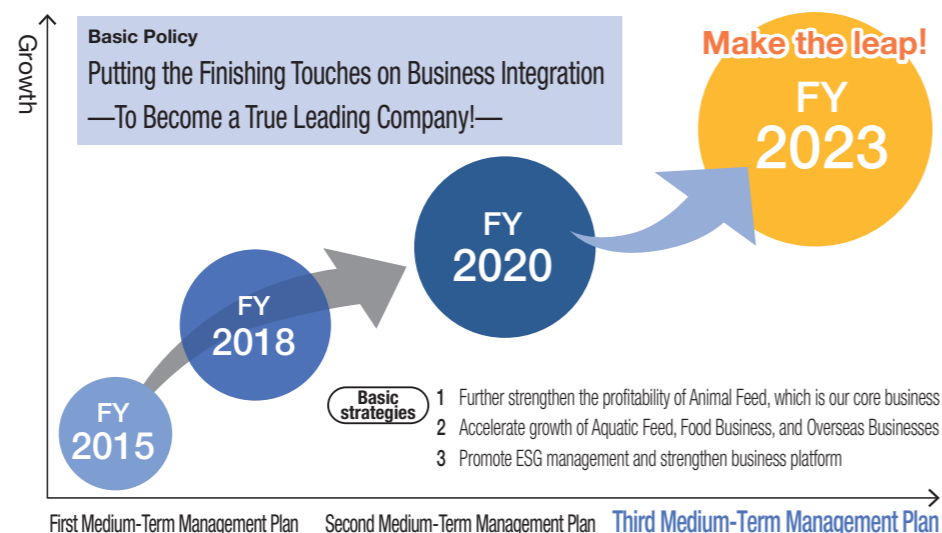 Growth
Basic Policy
Putting the Finishing Touches on Business Integration
—To Become a True Leading Company!—
Make the leap!
FY
2023
FY
2020
FY
2018
FY
2015
Basic
strategies
1 Further strengthen the profitability of Animal Feed, which is our core business
2 Accelerate growth of Aquatic Feed, Food Business, and Overseas Businesses
3 Promote ESG management and strengthen business platform
First Medium-Term Management Plan Second Medium-Term Management Plan Third Medium-Term Management Plan